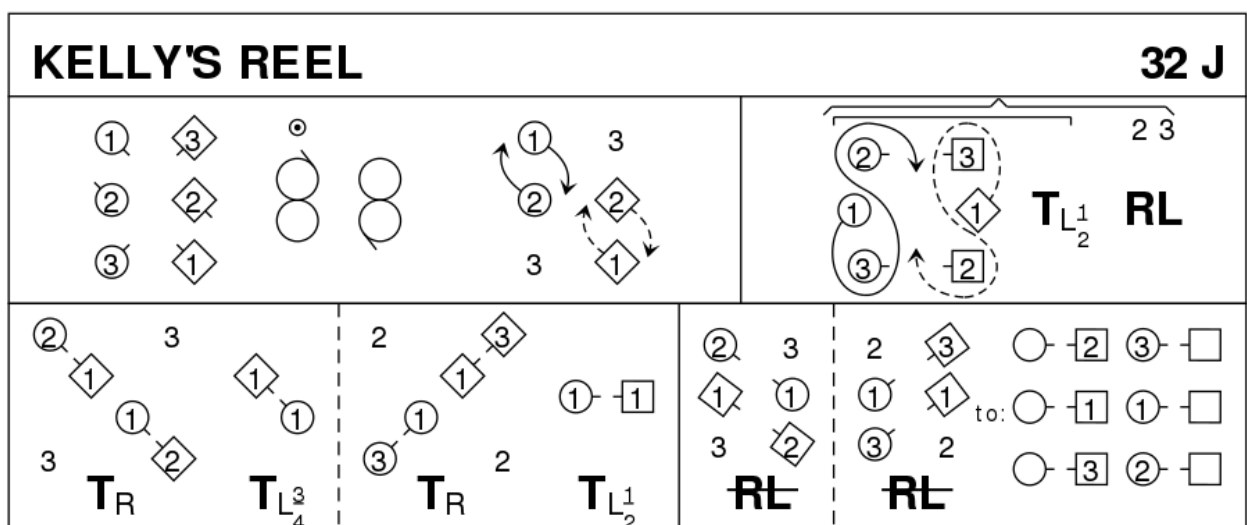 KELLY'S REEL 32 J
1 3 1 3 2 3 2 3
2 2 2 2 1 1 T L 1/2 RL
3 1 3 1 3 2
2 3 2 3 2 3 2 3 2 3
1 1 1 1 1 1 1 1 1 to: 1 1
1 1
3 2 3 2 3 2 3 2 3 2
T R T L 3/4 T R T L 1/2 RL RL